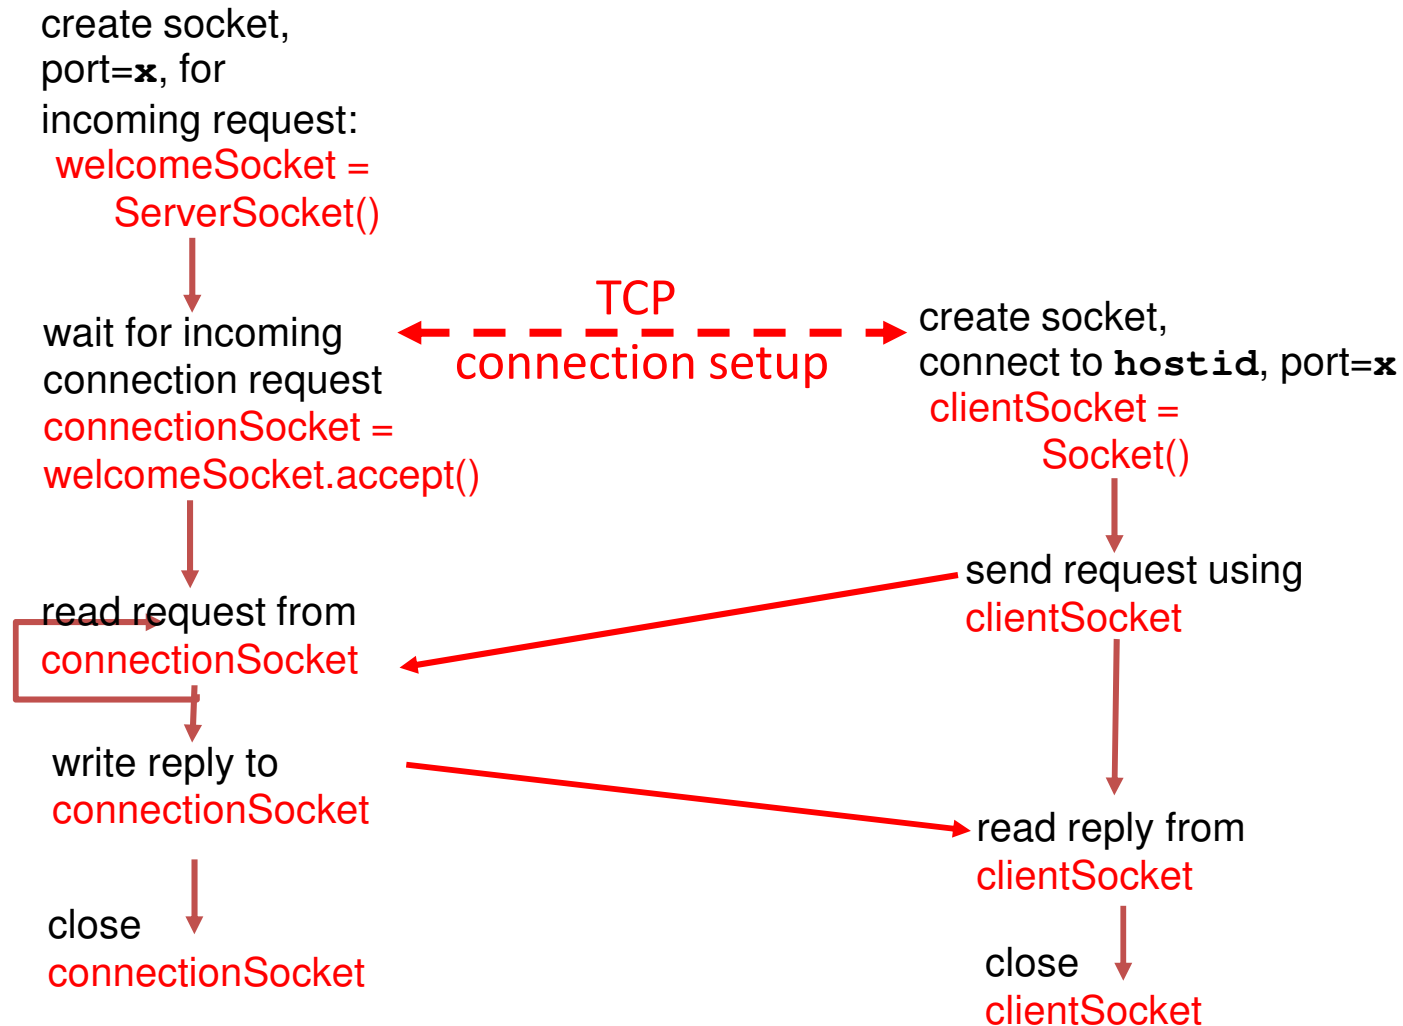 create socket,
port=x, for
incoming request:
welcomeSocket =
ServerSocket()
wait for incoming
connection request
connectionSocket =
welcomeSocket.accept()
read request from
connectionSocket
write reply to
connectionSocket
close
connectionSocket
TCP
connection setup
create socket,
connect to hostid, port=x
clientSocket =
Socket()
send request using
clientSocket
read reply from
clientSocket
close
clientSocket